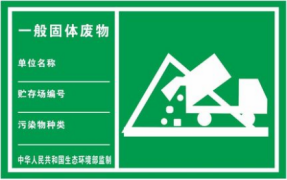 一般固体废物
单位名称
贮存场编号
污染物种类
中华人民共和国生态环境部监制